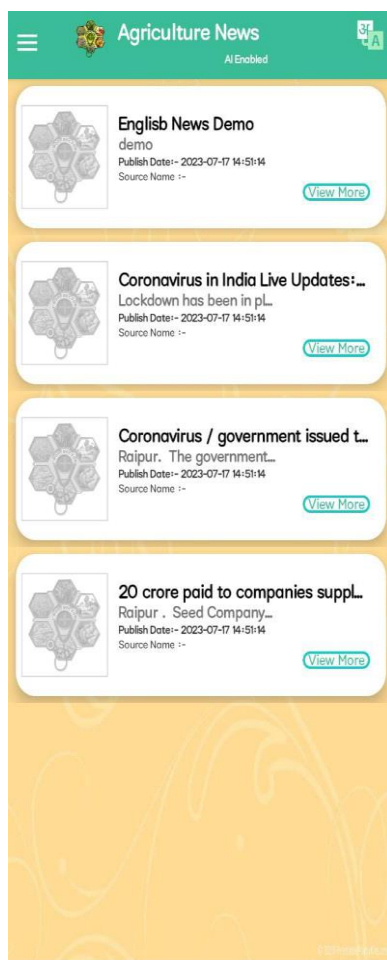 Agriculture News
AI Enabled
अ
A
Englisb News Demo
demo
Publish Date:- 2023-07-17 14:51:14
Source Name :-
View More
Coronavirus in India Live Updates:...
Lockdown has been in pl...
Publish Date:- 2023-07-17 14:51:14
Source Name :-
View More
Coronavirus / government issued t...
Raipur. The government...
Publish Date:- 2023-07-17 14:51:14
Source Name :-
View More
20 crore paid to companies suppl...
Raipur . Seed Company...
Publish Date:- 2023-07-17 14:51:14
Source Name :-
View More